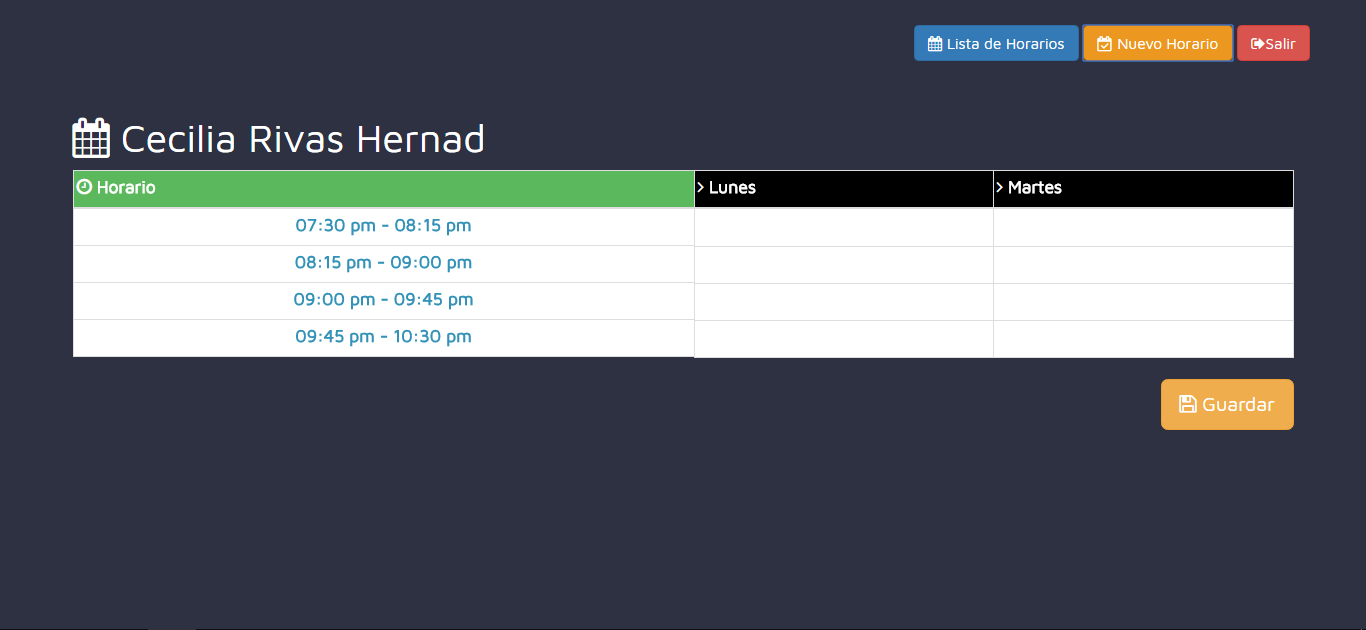 Lista de Horarios Nuevo Horario Salir
Cecilia Rivas Hernad
Horario Lunes Martes
07:30 pm - 08:15 pm
08:15 pm - 09:00 pm
09:00 pm - 09:45 pm
09:45 pm - 10:30 pm
Guardar